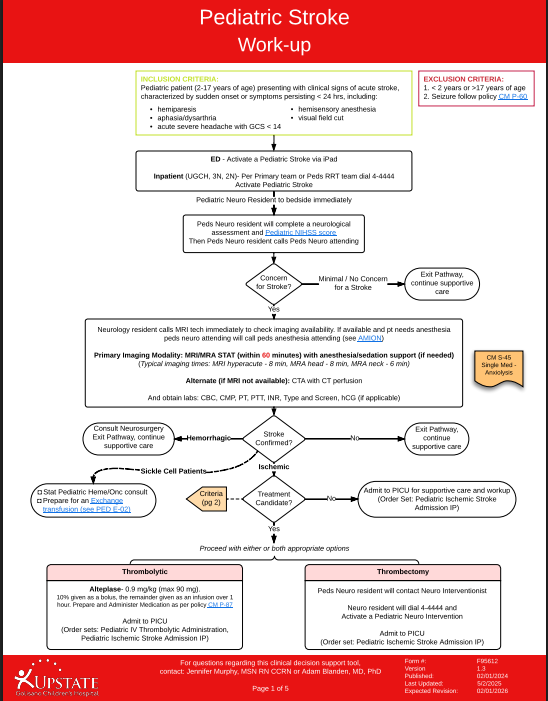 Pediatric Stroke
Work-up
INCLUSION CRITERIA:
Pediatric patient (2-17 years of age) presenting with clinical signs of acute stroke,
characterized by sudden onset or symptoms persisting < 24 hrs, including:
• hemiparesis
• aphasia/dysarthria
• acute severe headache with GCS < 14
• hemisensory anesthesia
• visual field cut
EXCLUSION CRITERIA:
1. < 2 years or >17 years of age
2. Seizure follow policy CM P-60
ED - Activate a Pediatric Stroke via iPad
Inpatient (UGCH, 3N, 2N)- Per Primary team or Peds RRT team dial 4-4444
Activate Pediatric Stroke
Pediatric Neuro Resident to bedside immediately
Peds Neuro resident will complete a neurological
assessment and Pediatric NIHSS score
Then Peds Neuro resident calls Peds Neuro attending
Concern
for Stroke?
Minimal / No Concern
for a Stroke
Exit Pathway,
continue supportive
care
Yes
Neurology resident calls MRI tech immediately to check imaging availability. If available and pt needs anesthesia
peds neuro attending will call peds anesthesia attending (see AMION)
Primary Imaging Modality: MRI/MRA STAT (within 60 minutes) with anesthesia/sedation support (if needed)
(Typical imaging times: MRI hyperacute - 8 min, MRA head - 8 min, MRA neck - 6 min)
Alternate (if MRI not available): CTA with CT perfusion
And obtain labs: CBC, CMP, PT, PTT, INR, Type and Screen, hCG (if applicable)
CM S-45
Single Med -
Anxiolysis
Consult Neurosurgery
Exit Pathway, continue
supportive care
Hemorrhagic
Stroke
Confirmed?
No
Exit Pathway,
continue
supportive care
Sickle Cell Patients
Ischemic
Stat Pediatric Heme/Onc consult
Prepare for an Exchange
transfusion (see PED E-02)
Criteria
(pg 2)
Treatment
Candidate?
No
Admit to PICU for supportive care and workup
(Order Set: Pediatric Ischemic Stroke
Admission IP)
Yes
Proceed with either or both appropriate options
Thrombolytic
Alteplase- 0.9 mg/kg (max 90 mg).
10% given as a bolus, the remainder given as an infusion over 1
hour. Prepare and Administer Medication as per policy CM P-87
Admit to PICU
(Order sets: Pediatric IV Thrombolytic Administration,
Pediatric Ischemic Stroke Admission IP)
Thrombectomy
Peds Neuro resident will contact Neuro Interventionist
Neuro resident will dial 4-4444 and
Activate a Pediatric Stroke
Admit to PICU
(Order set: Pediatric Ischemic Stroke Admission IP)
UPSTATE
Golisano Children's Hospital
For questions regarding this clinical decision support tool,
contact: Jennifer Murphy, MSN RN CCRN or Adam Blanden, MD, PhD
Page 1 of 5
Form #: F95612
Version 1.3
Published: 02/01/2024
Last Updated: 5/2/2025
Expected Revision: 02/01/2026